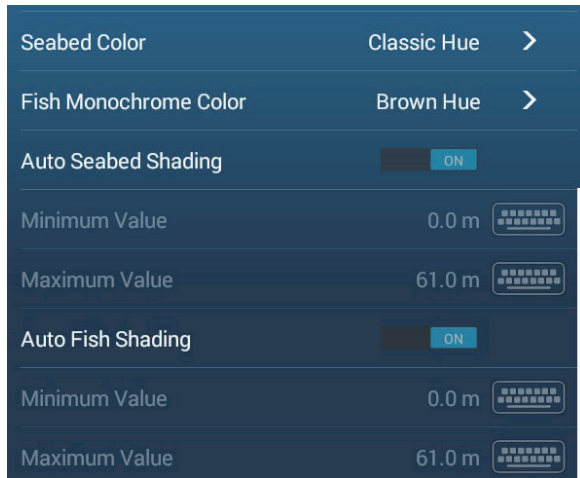 Seabed Color Classic Hue >
Fish Monochrome Color Brown Hue >
Auto Seabed Shading ON
Minimum Value 0.0 m
Maximum Value 61.0 m
Auto Fish Shading ON
Minimum Value 0.0 m
Maximum Value 61.0 m